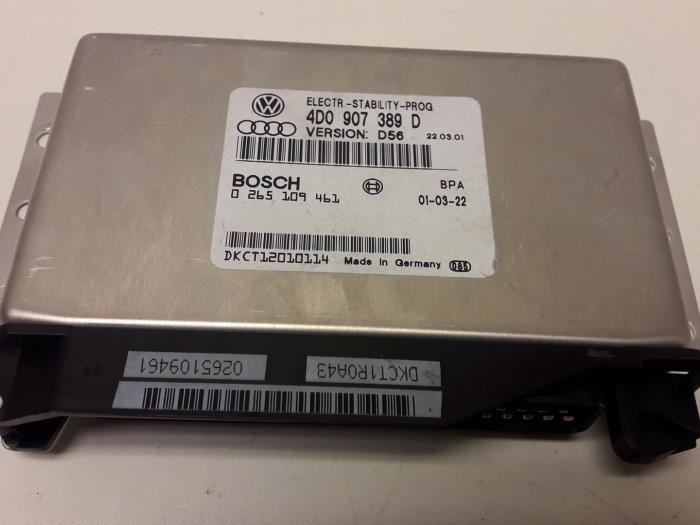 ELECTR.-STABILITY-PROG.
4D0 907 389 D
VERSION: D56 22.03.01
BOSCH BPA
0 265 109 461 01-03-22
DKCT12010114 Made in Germany 085
0265109461 DKCT1R0A43